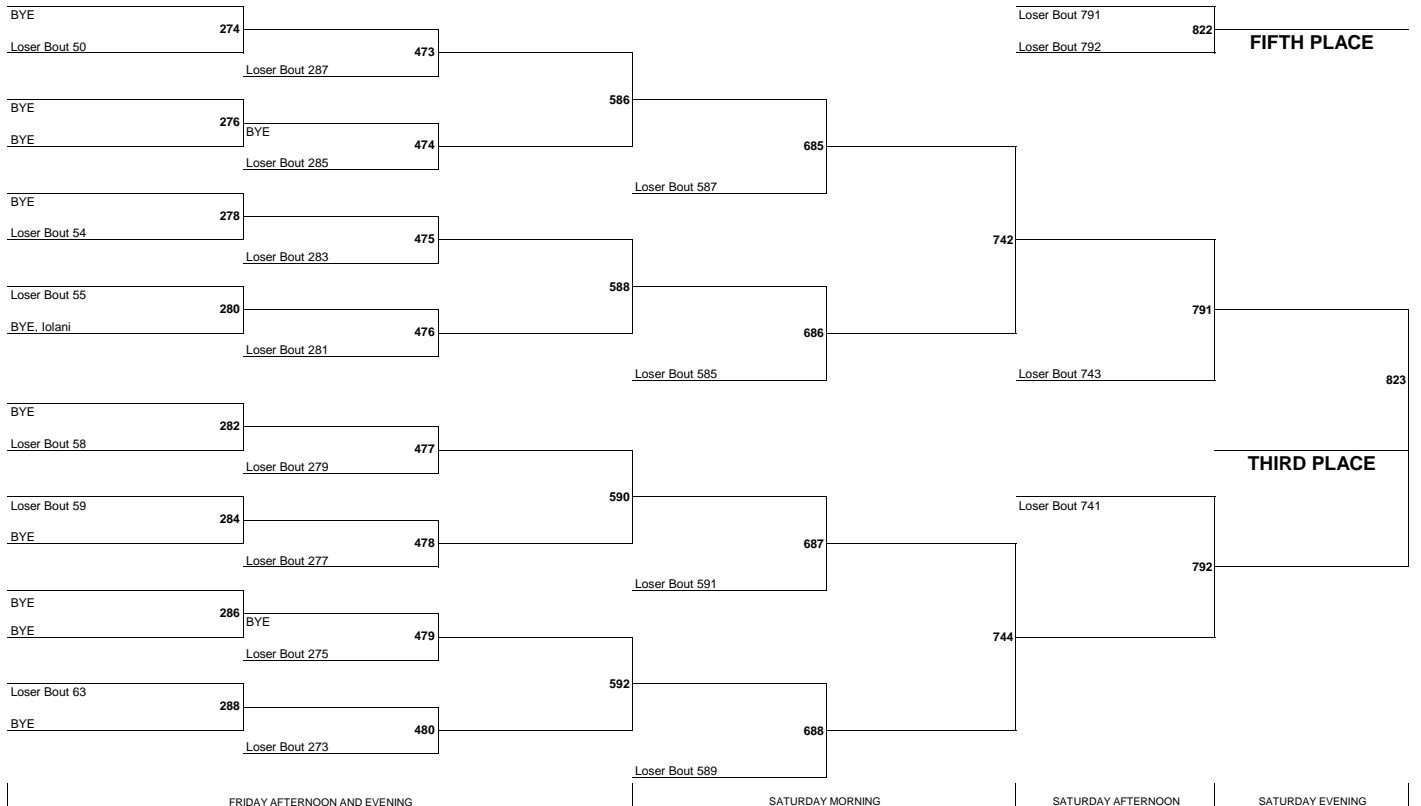 BYE
274
Loser Bout 50
473
Loser Bout 287
586
BYE
276
BYE
BYE
474
Loser Bout 285
685
Loser Bout 587
BYE
278
Loser Bout 54
475
Loser Bout 283
742
588
Loser Bout 55
280
BYE, Iolani
476
Loser Bout 281
686
Loser Bout 585
791
Loser Bout 743
823
BYE
282
Loser Bout 58
477
Loser Bout 279
590
Loser Bout 59
284
BYE
478
Loser Bout 277
687
Loser Bout 591
THIRD PLACE
Loser Bout 741
792
BYE
286
BYE
BYE
479
Loser Bout 275
744
592
Loser Bout 63
288
BYE
480
Loser Bout 273
688
Loser Bout 589
Loser Bout 791
822
Loser Bout 792
FIFTH PLACE
FRIDAY AFTERNOON AND EVENING
SATURDAY MORNING
SATURDAY AFTERNOON
SATURDAY EVENING